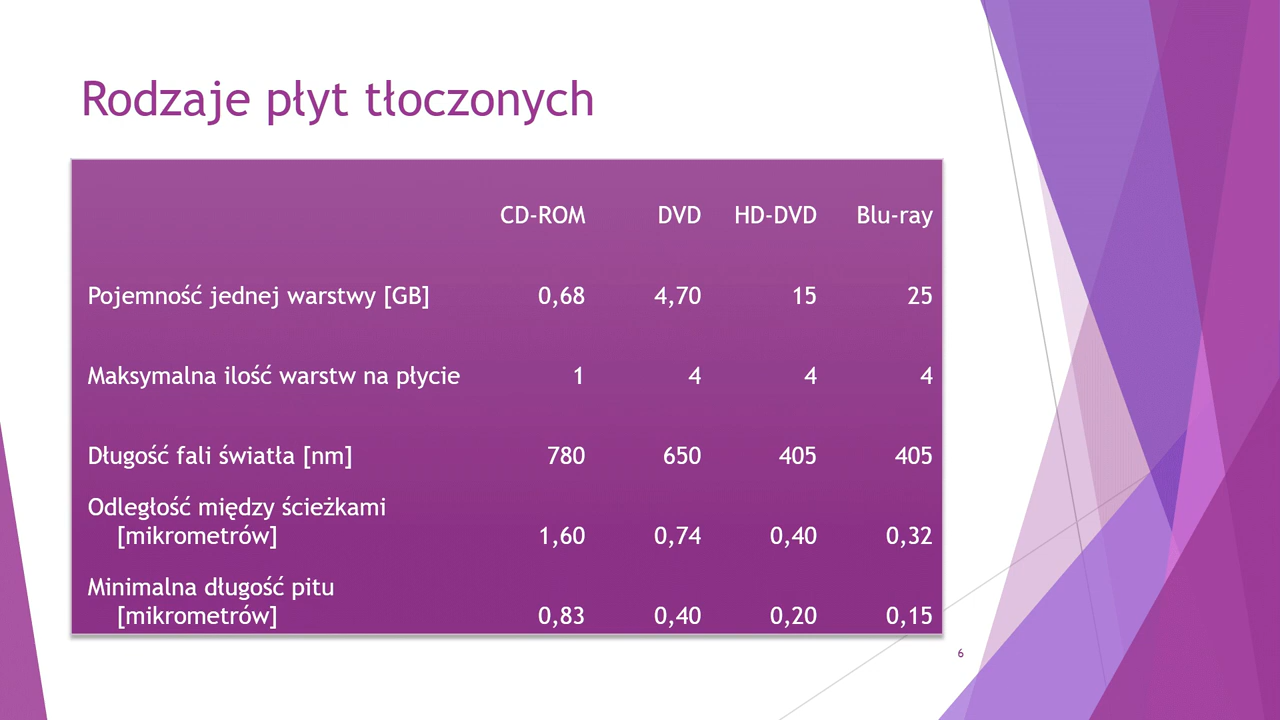 Rodzaje płyt tłoczonych
CD-ROM DVD HD-DVD Blu-ray
Pojemność jednej warstwy [GB] 0,68 4,70 15 25
Maksymalna ilość warstw na płycie 1 4 4 4
Długość fali światła [nm] 780 650 405 405
Odległość między ścieżkami
[mikrometrów] 1,60 0,74 0,40 0,32
Minimalna długość pitu
[mikrometrów] 0,83 0,40 0,20 0,15
6